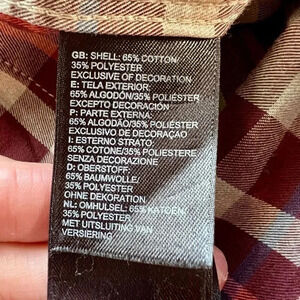 GB: SHELL: 65% COTTON/
35% POLYESTER
EXCLUSIVE OF DECORATION
E: TELA EXTERIOR:
65% ALGODÓN/35% POLIÉSTER
EXCEPTO DECORACIÓN
P: PARTE EXTERNA:
65% ALGODÃO/35% POLIÉSTER
EXCLUSIVO DE DECORAÇAO
I: ESTERNO STRATO:
65% COTONE/35% POLIESTERE
SENZA DECORAZIONE
D: OBERSTOFF:
65% BAUMWOLLE/
35% POLYESTER
OHNE DEKORATION
NL: OMHULSEL: 65% KATOEN/
35% POLYESTER
MET UITSLUITING VAN
VERSIERING